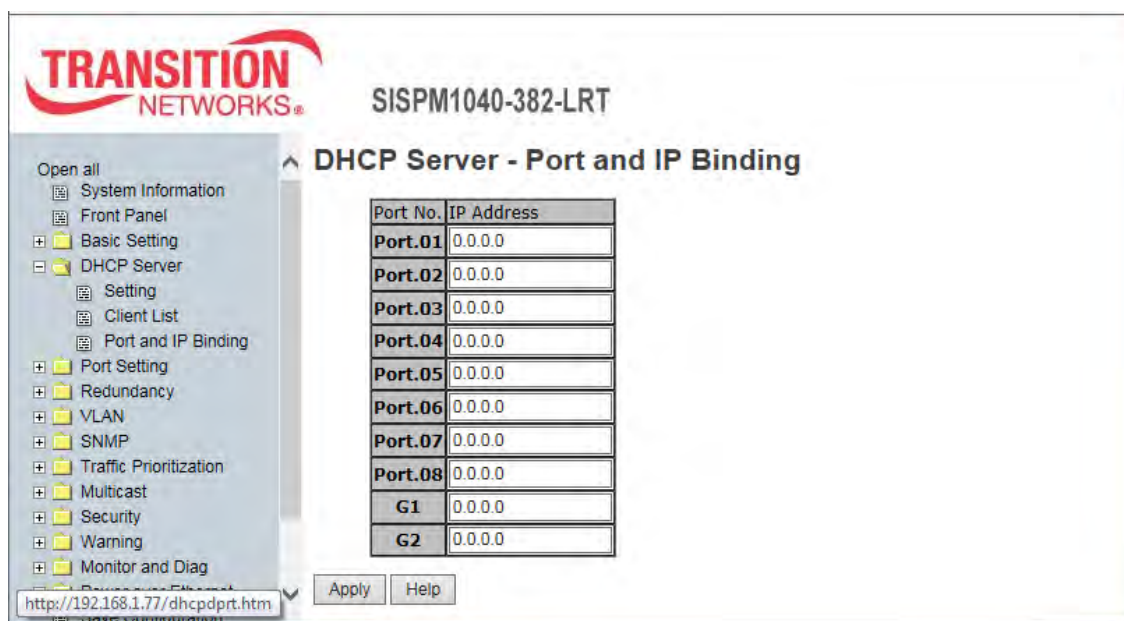 TRANSITION
NETWORKS®
SISPM1040-382-LRT
Open all
System Information
Front Panel
Basic Setting
DHCP Server
Setting
Client List
Port and IP Binding
Port Setting
Redundancy
VLAN
SNMP
Traffic Prioritization
Multicast
Security
Warning
Monitor and Diag
Power over Ethernet
http://192.168.1.77/dhcpdprt.htm
Save Configuration
DHCP Server - Port and IP Binding
Port No. IP Address
Port.01 0.0.0.0
Port.02 0.0.0.0
Port.03 0.0.0.0
Port.04 0.0.0.0
Port.05 0.0.0.0
Port.06 0.0.0.0
Port.07 0.0.0.0
Port.08 0.0.0.0
G1 0.0.0.0
G2 0.0.0.0
Apply Help